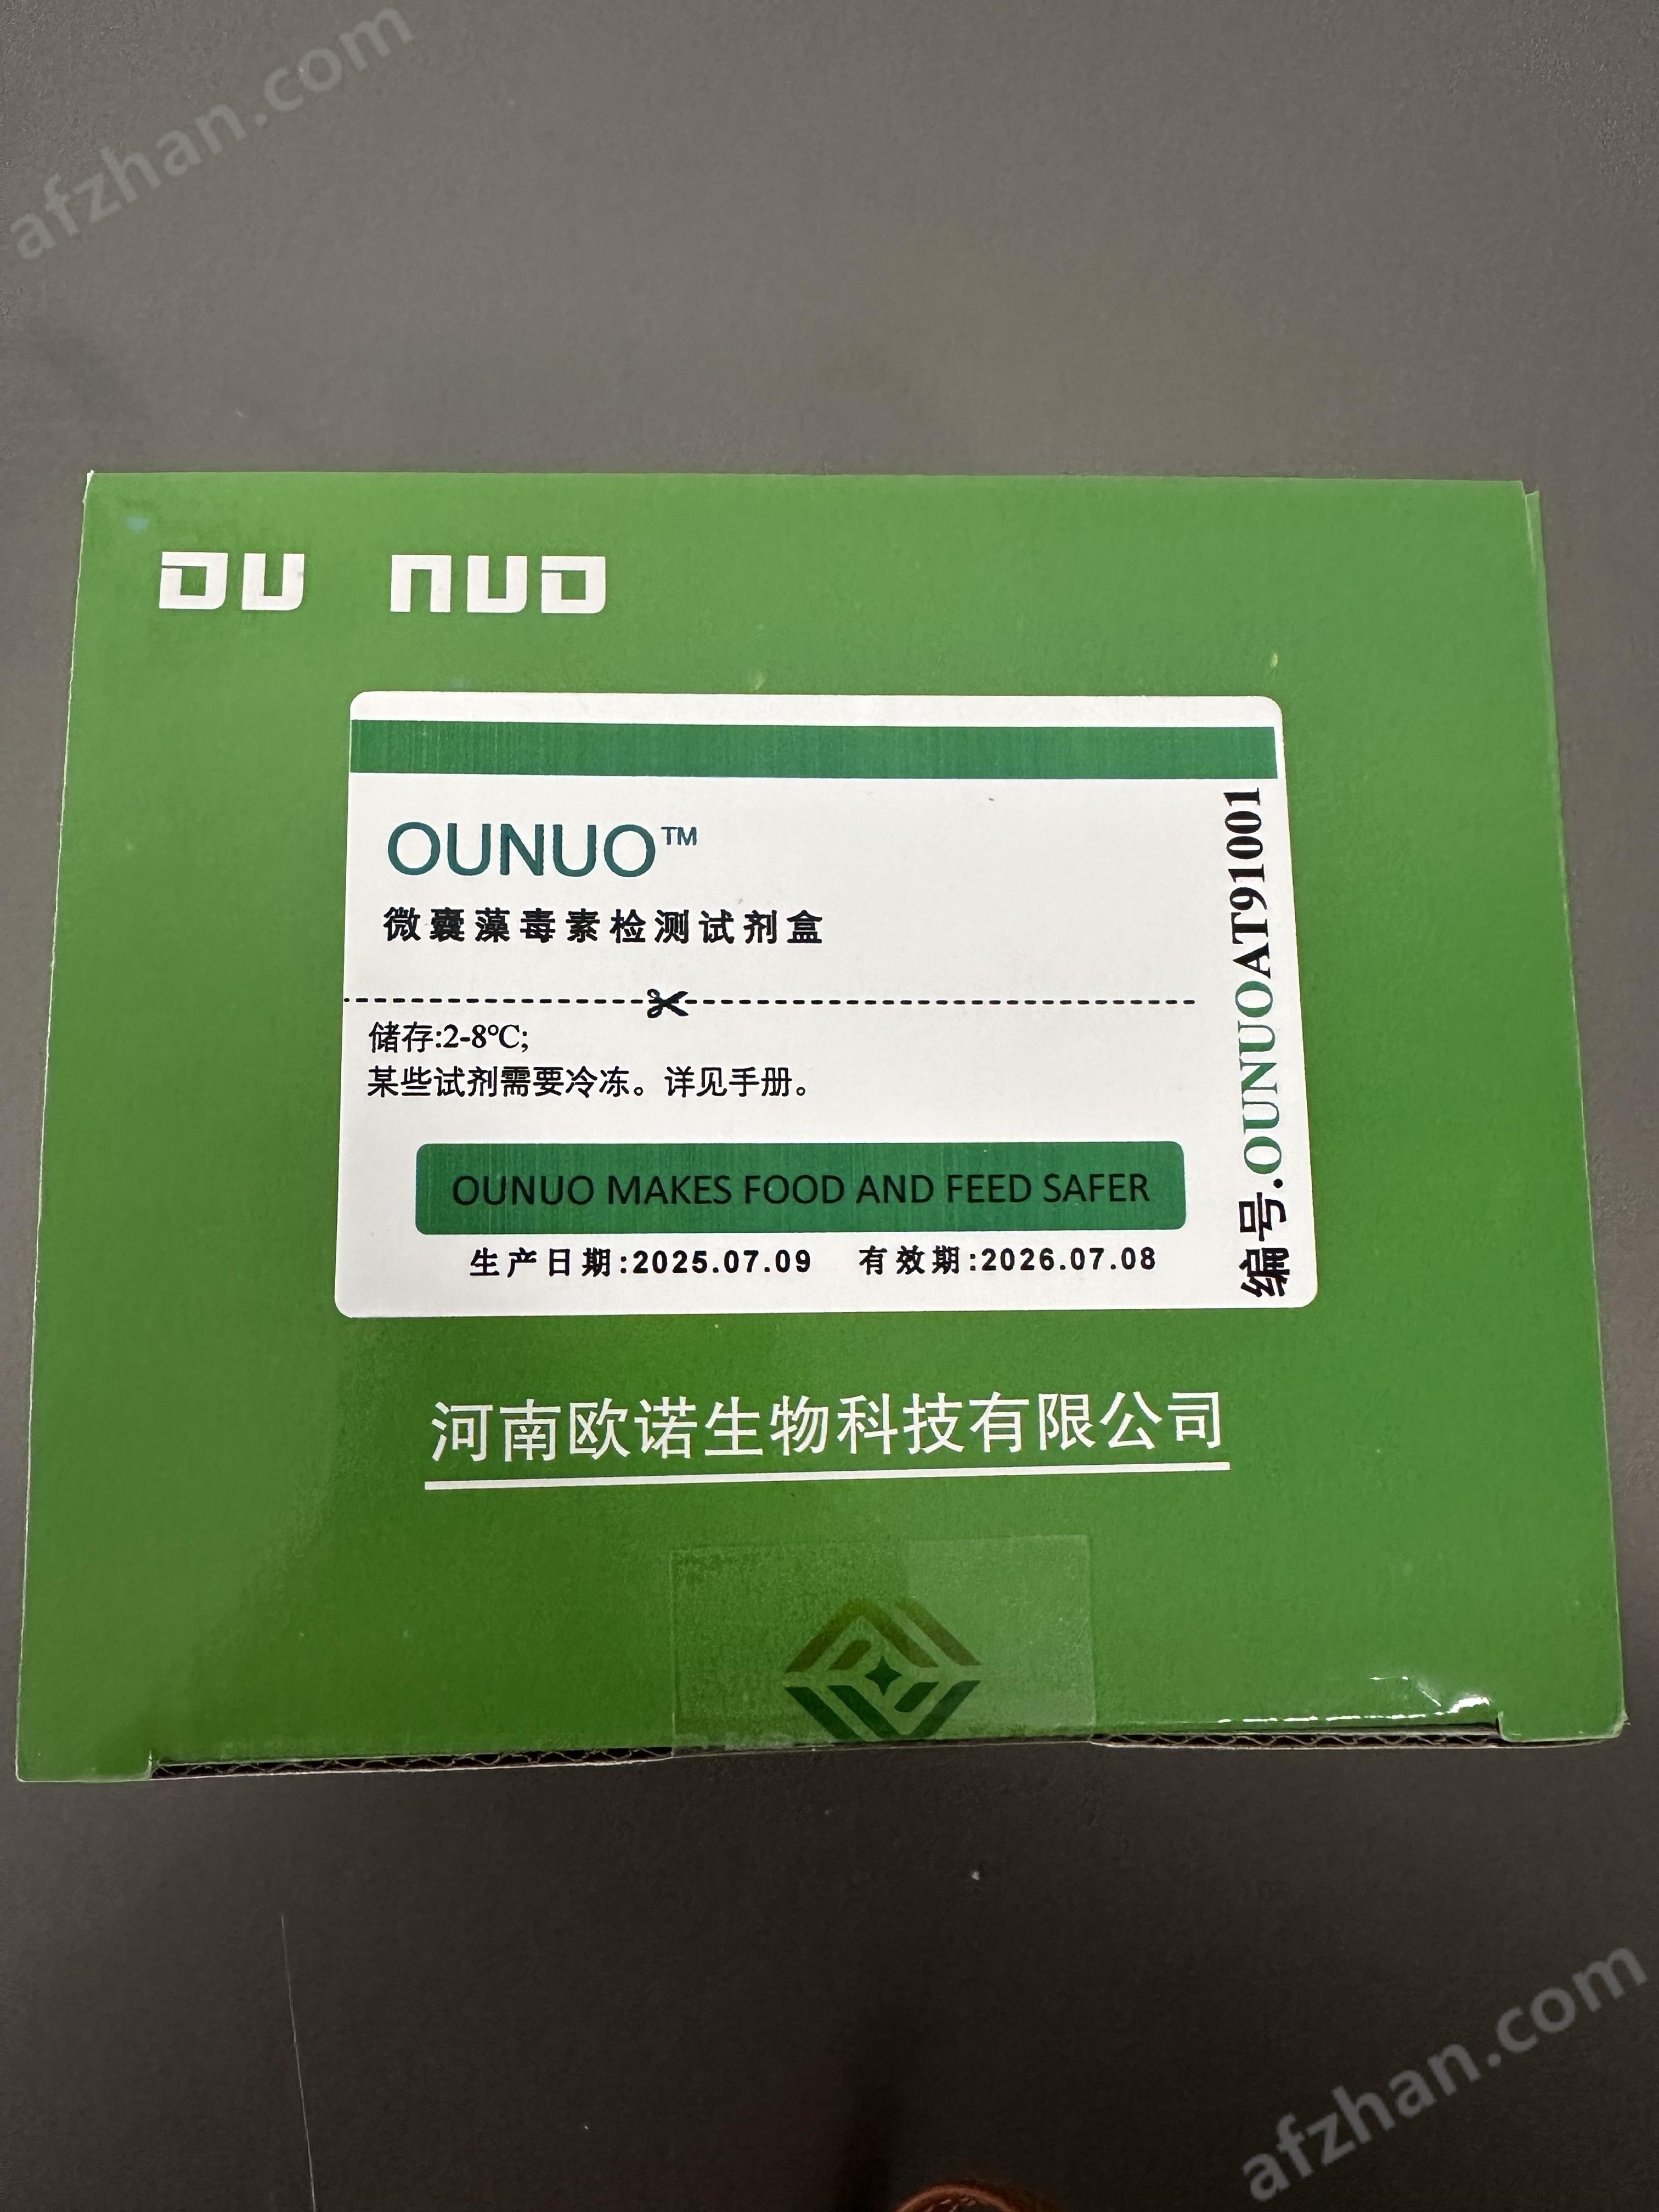 afzhan.com
OU NUO
OUNUO™
微囊藻毒素检测试剂盒
储存:2-8℃;
某些试剂需要冷冻。详见手册。
OUNUO MAKES FOOD AND FEED SAFER
生产日期:2025.07.09 有效期:2026.07.08
编号.OUNUOAT91001
河南欧诺生物科技有限公司
afzhan.com